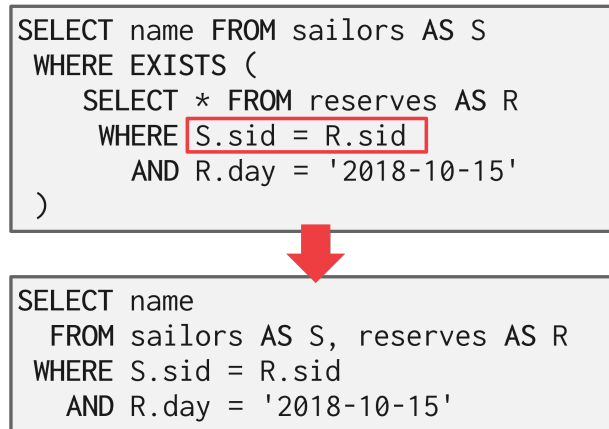 SELECT name FROM sailors AS S
WHERE EXISTS (
SELECT * FROM reserves AS R
WHERE S.sid = R.sid
AND R.day = '2018-10-15'
)
SELECT name
FROM sailors AS S, reserves AS R
WHERE S.sid = R.sid
AND R.day = '2018-10-15'